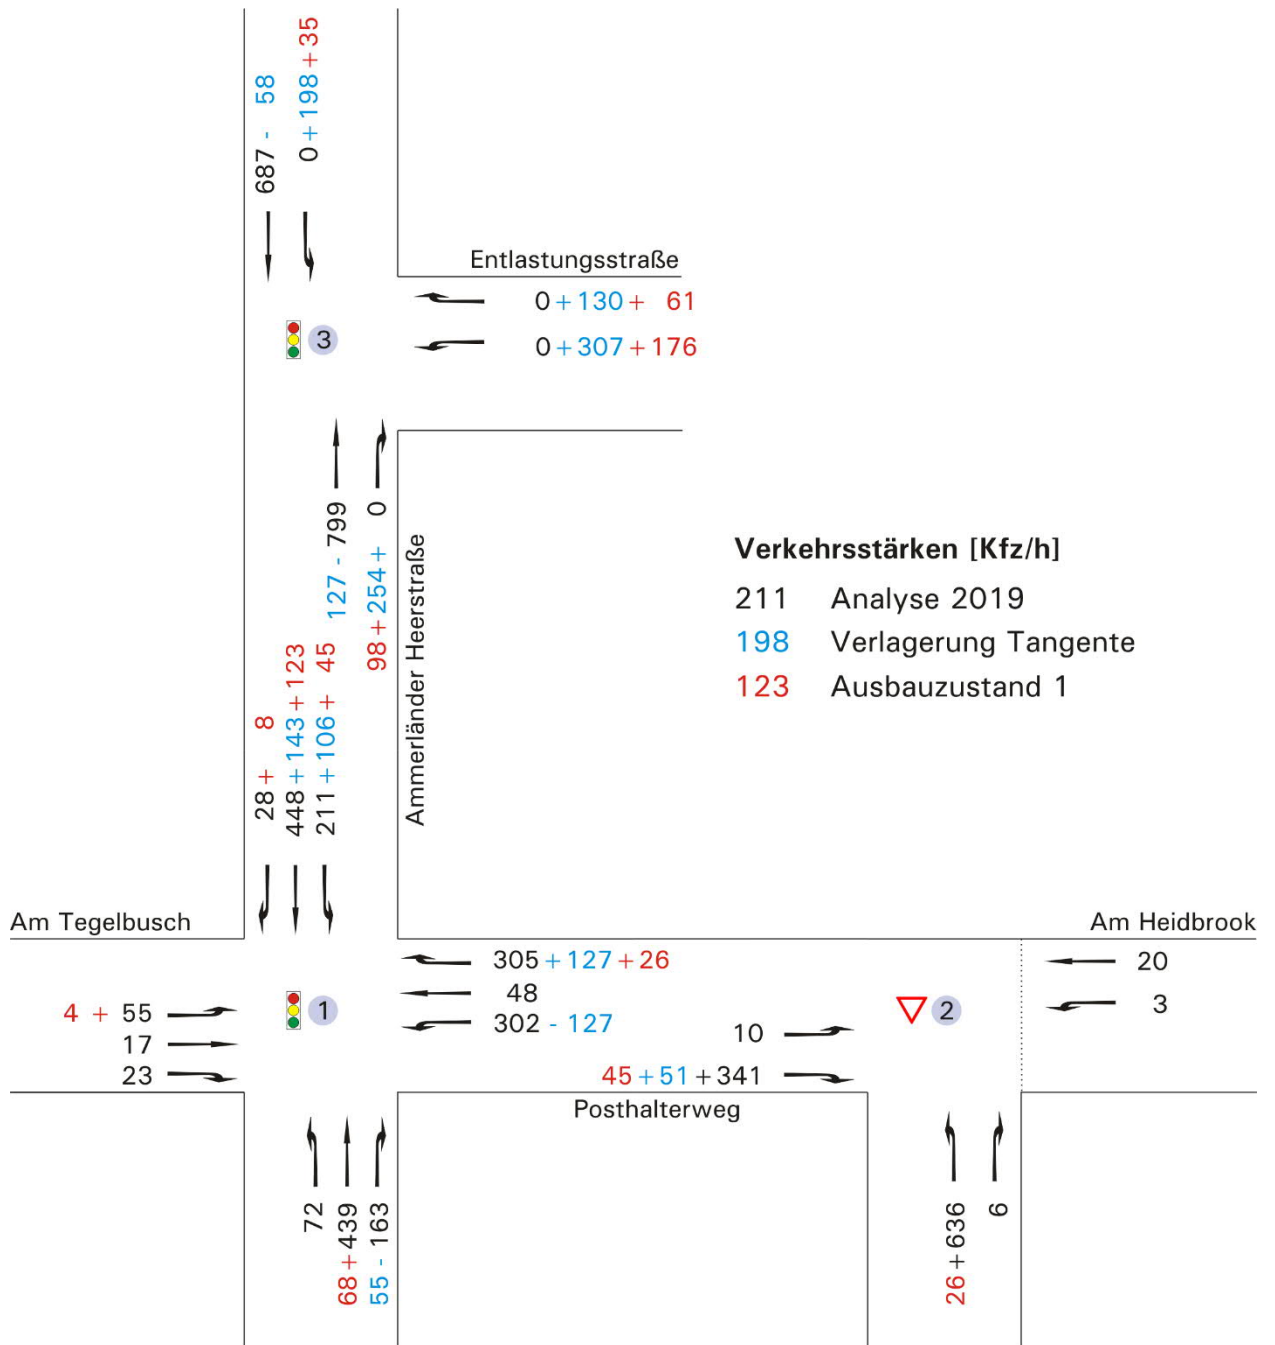 687 - 58
0+198+35
Entlastungsstraße
0+130+ 61
0+307+176
3
127 - 799
98+254+ 0
Ammerländer Heerstraße
Verkehrsstärken [Kfz/h]
211 Analyse 2019
198 Verlagerung Tangente
123 Ausbauzustand 1
28+ 8
448+143+123
211+106+ 45
Am Tegelbusch
Am Heidbrook
305+127+26
48
302-127
4 + 55
17
23
1
2
20
3
10
45+51+341
Posthalterweg
72
68+439
55- 163
26+636
6